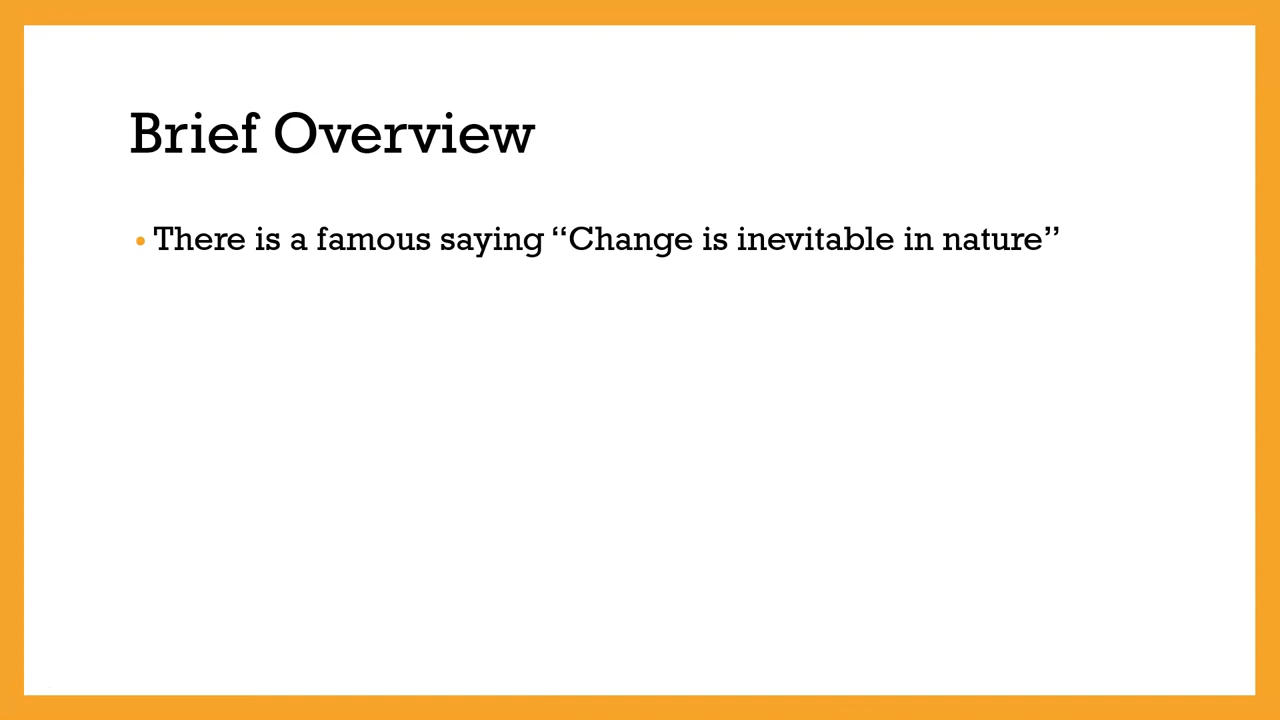 Brief Overview
• There is a famous saying “Change is inevitable in nature”